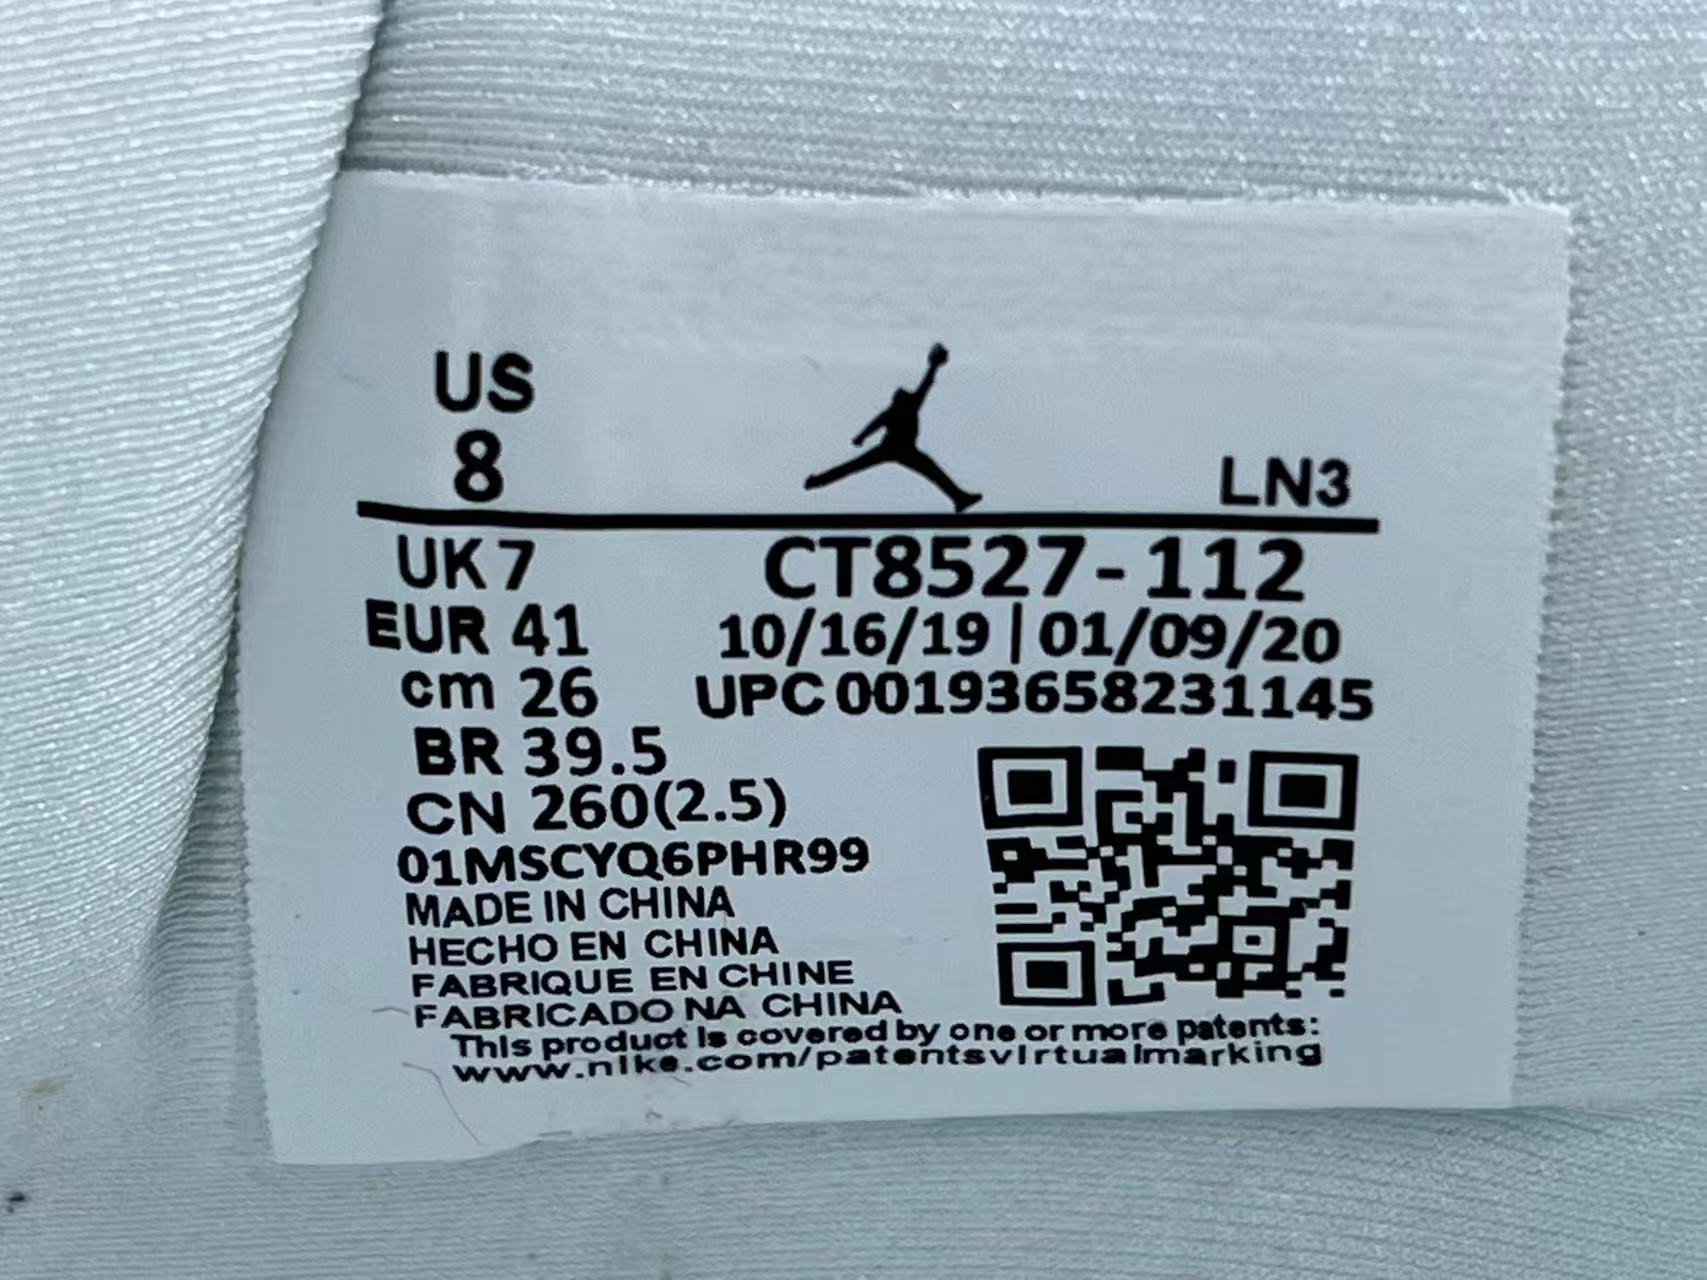 US
8
LN3
UK 7
CT8527-112
EUR 41
10/16/19 | 01/09/20
cm 26
UPC 00193658231145
BR 39.5
CN 260(2.5)
01MSCYQ6PHR99
MADE IN CHINA
HECHO EN CHINA
FABRIQUE EN CHINE
FABRICADO NA CHINA
This product is covered by one or more patents:
www.nike.com/patentsvirtualmarking